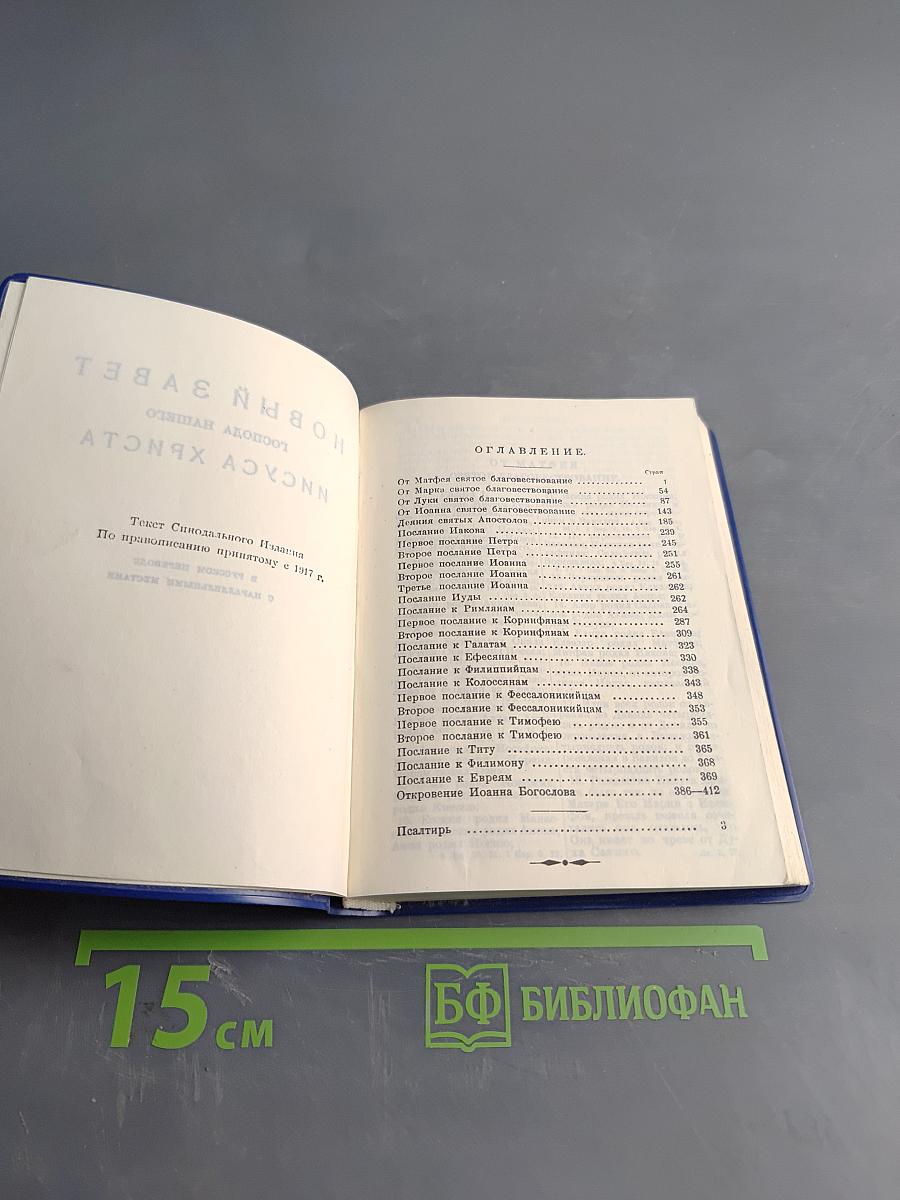 Текст Синодального Издания
По правописанию принятому с 1917 г.
ОГЛАВЛЕНИЕ.
Стран
От Матфея святое благовествование ............ 1
От Марка святое благовествование ............ 54
От Луки святое благовествование ............ 87
От Иоанна святое благовествование ............ 143
Деяния святых Апостолов ............ 185
Послание Иакова ............ 239
Первое послание Петра ............ 245
Второе послание Петра ............ 251
Первое послание Иоанна ............ 255
Второе послание Иоанна ............ 261
Третье послание Иоанна ............ 262
Послание Иуды ............ 262
Послание к Римлянам ............ 264
Первое послание к Коринфянам ............ 287
Второе послание к Коринфянам ............ 309
Послание к Галатам ............ 323
Послание к Ефесянам ............ 330
Послание к Филиппийцам ............ 338
Послание к Колоссянам ............ 343
Первое послание к Фессалоникийцам ............ 348
Второе послание к Фессалоникийцам ............ 353
Первое послание к Тимофею ............ 355
Второе послание к Тимофею ............ 361
Послание к Титу ............ 365
Послание к Филимону ............ 368
Послание к Евреям ............ 369
Откровение Иоанна Богослова ............ 386—412
Псалтирь ............ 3
НОВЫЙ ЗАВЕТ
ГОСПОДА НАШЕГО
ИИСУСА ХРИСТА
В РУССКОМ ПЕРЕВОДЕ
С ПАРАЛЛЕЛЬНЫМИ МЕСТАМИ
15 см
БФ БИБЛИОФАН